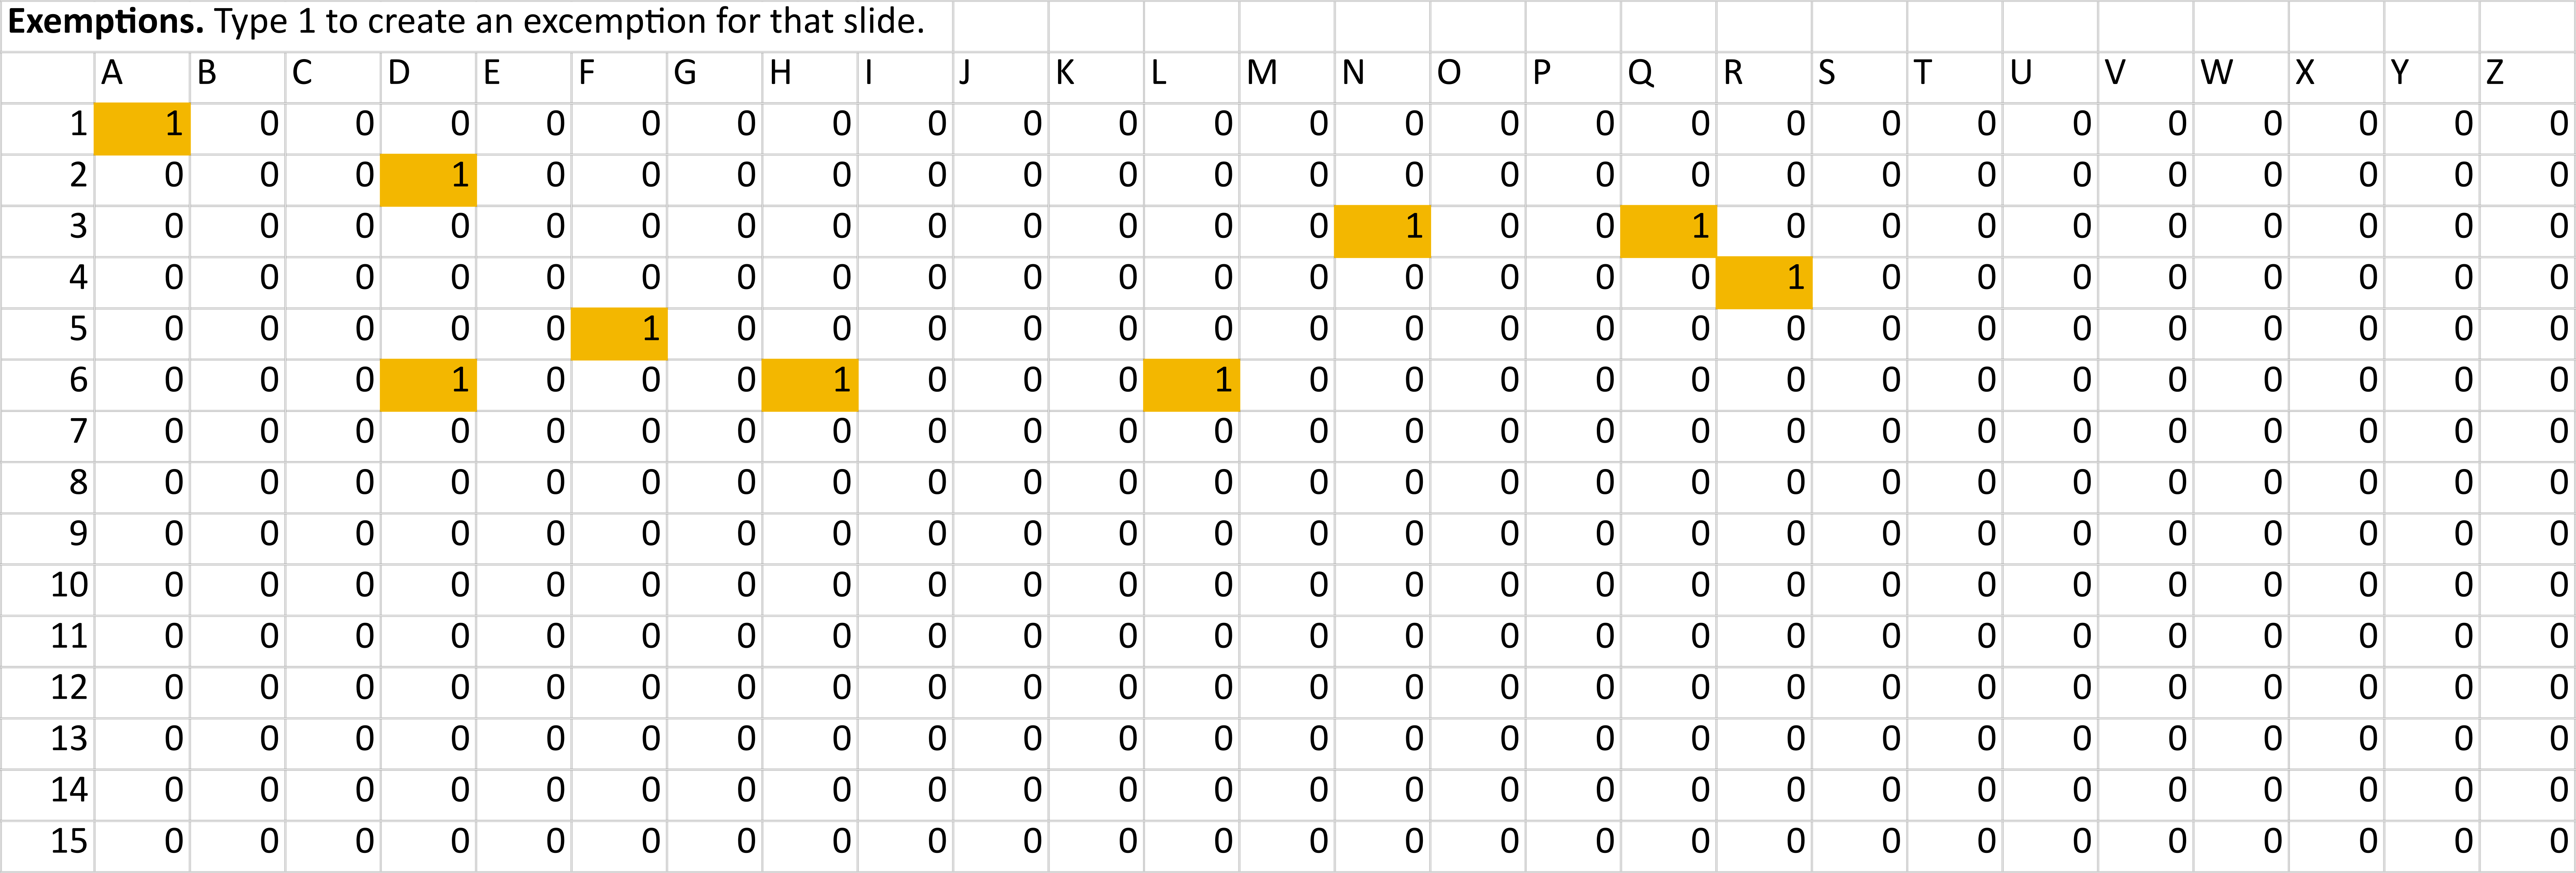 Exemptions. Type 1 to create an excemption for that slide.
A B C D E F G H I J K L M N O P Q R S T U V W X Y Z
1 1 0 0 0 0 0 0 0 0 0 0 0 0 0 0 0 0 0 0 0 0 0 0 0 0 0
2 0 0 0 1 0 0 0 0 0 0 0 0 0 0 0 0 0 0 0 0 0 0 0 0 0 0
3 0 0 0 0 0 0 0 0 0 0 0 0 0 1 0 0 1 0 0 0 0 0 0 0 0 0
4 0 0 0 0 0 0 0 0 0 0 0 0 0 0 0 0 0 1 0 0 0 0 0 0 0 0
5 0 0 0 0 0 1 0 0 0 0 0 0 0 0 0 0 0 0 0 0 0 0 0 0 0 0
6 0 0 0 1 0 0 0 1 0 0 0 1 0 0 0 0 0 0 0 0 0 0 0 0 0 0
7 0 0 0 0 0 0 0 0 0 0 0 0 0 0 0 0 0 0 0 0 0 0 0 0 0 0
8 0 0 0 0 0 0 0 0 0 0 0 0 0 0 0 0 0 0 0 0 0 0 0 0 0 0
9 0 0 0 0 0 0 0 0 0 0 0 0 0 0 0 0 0 0 0 0 0 0 0 0 0 0
10 0 0 0 0 0 0 0 0 0 0 0 0 0 0 0 0 0 0 0 0 0 0 0 0 0 0
11 0 0 0 0 0 0 0 0 0 0 0 0 0 0 0 0 0 0 0 0 0 0 0 0 0 0
12 0 0 0 0 0 0 0 0 0 0 0 0 0 0 0 0 0 0 0 0 0 0 0 0 0 0
13 0 0 0 0 0 0 0 0 0 0 0 0 0 0 0 0 0 0 0 0 0 0 0 0 0 0
14 0 0 0 0 0 0 0 0 0 0 0 0 0 0 0 0 0 0 0 0 0 0 0 0 0 0
15 0 0 0 0 0 0 0 0 0 0 0 0 0 0 0 0 0 0 0 0 0 0 0 0 0 0